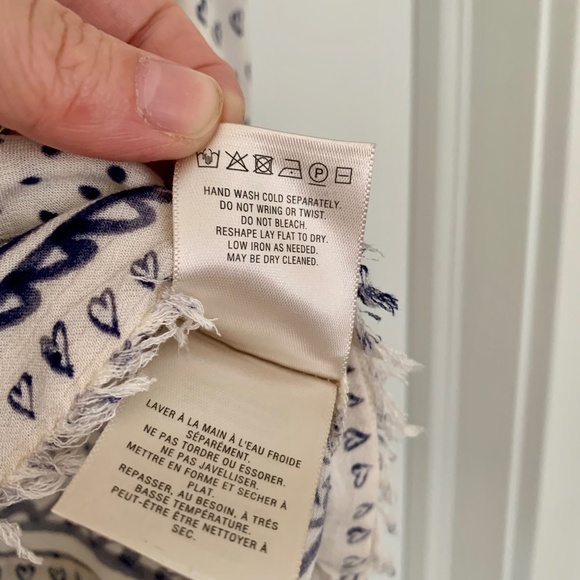 P
HAND WASH COLD SEPARATELY.
DO NOT WRING OR TWIST.
DO NOT BLEACH.
RESHAPE LAY FLAT TO DRY.
LOW IRON AS NEEDED.
MAY BE DRY CLEANED.
LAVER À LA MAIN À L'EAU FROIDE
SÉPARÉMENT.
NE PAS TORDRE OU ESSORER.
NE PAS JAVELLISER.
METTRE EN FORME ET SECHER À
PLAT.
REPASSER, AU BESOIN, À TRÉS
BASSE TEMPÉRATURE.
PEUT-ÊTRE ÊTRE NETTOYER À
SEC.